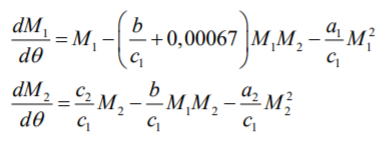 dM₁/dθ = M₁ − (b/c₁ + 0,00067) M₁M₂ − a₁/c₁ M₁²
dM₂/dθ = c₂/c₁ M₂ − b/c₁ M₁M₂ − a₂/c₁ M₂²